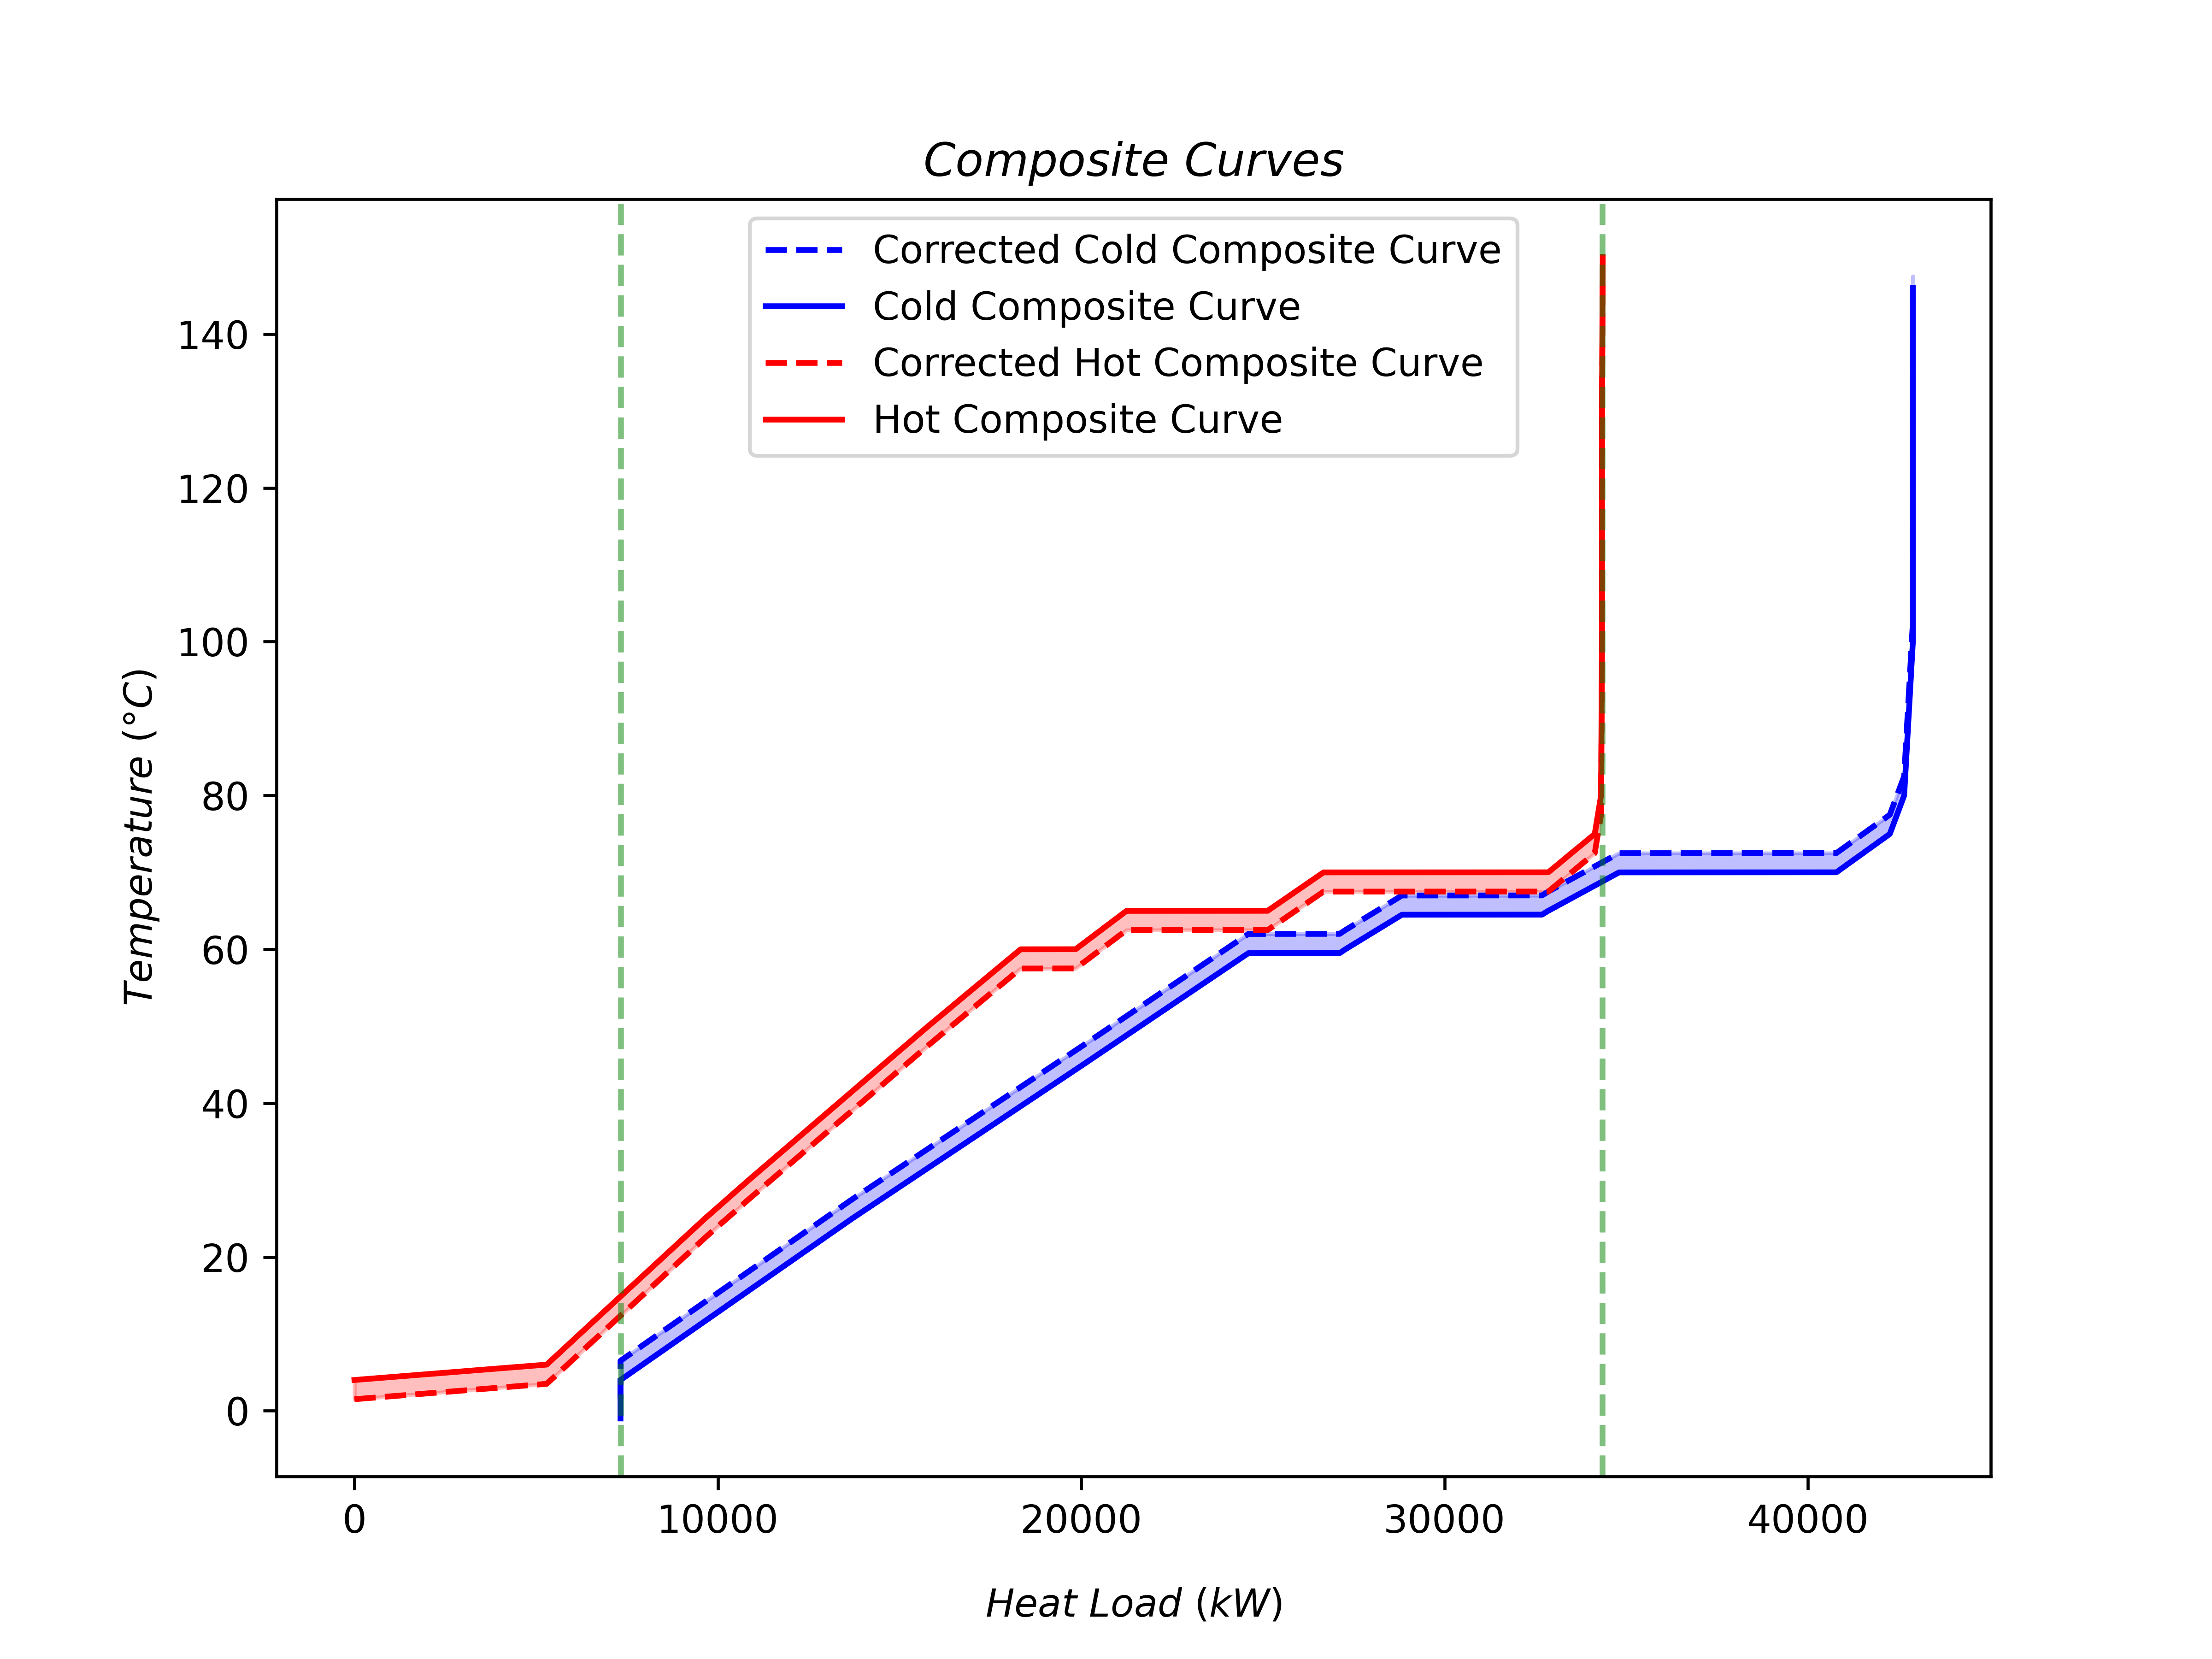 Composite Curves
Corrected Cold Composite Curve
Cold Composite Curve
Corrected Hot Composite Curve
Hot Composite Curve
Temperature (°C)
140
120
100
80
60
40
20
0
0 10000 20000 30000 40000
Heat Load (kW)